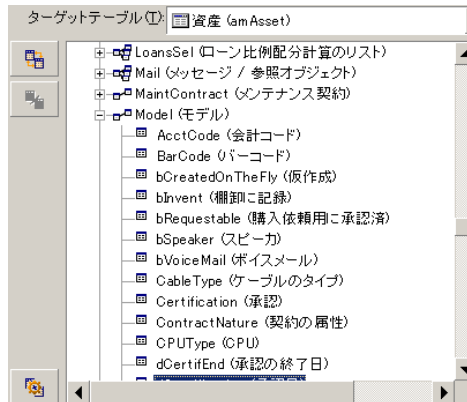 ターゲットテーブル(T): 資産 (amAsset)
LoansSel (ローン比例配分計算のリスト)
Mail (メッセージ / 参照オブジェクト)
MaintContract (メンテナンス契約)
Model (モデル)
AcctCode (会計コード)
BarCode (バーコード)
bCreatedOnTheFly (仮作成)
bInvent (棚卸に記録)
bRequestable (購入依頼用に承認済)
bSpeaker (スピーカ)
bVoiceMail (ボイスメール)
CableType (ケーブルのタイプ)
Certification (承認)
ContractNature (契約の属性)
CPUType (CPU)
dCertifEnd (承認の終了日)